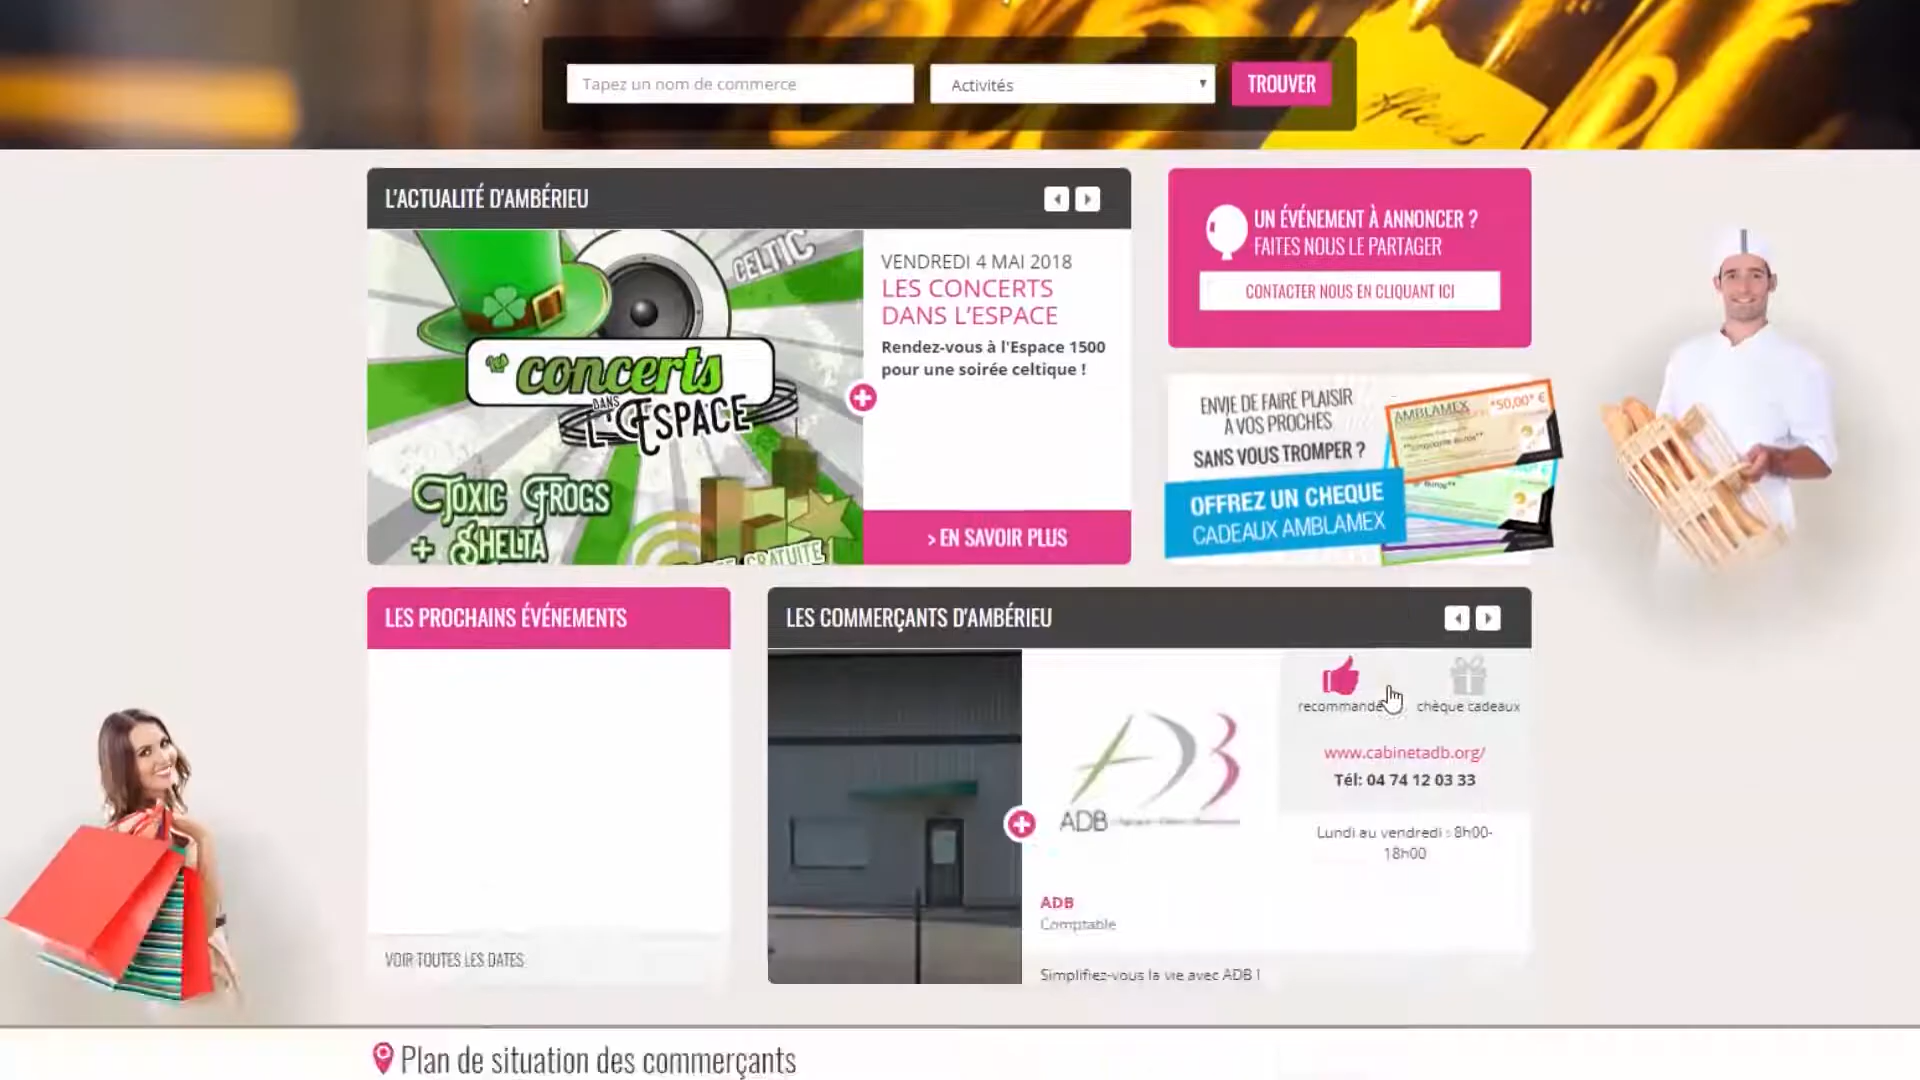 Tapez un nom de commerce
Activités
TROUVER
L'ACTUALITÉ D'AMBÉRIEU
CELTIC
les concerts
DANS
L'ESPACE
TOXIC FROGS
+ SHELTA
GRATUITE !
VENDREDI 4 MAI 2018
LES CONCERTS
DANS L'ESPACE
Rendez-vous à l'Espace 1500
pour une soirée celtique !
> EN SAVOIR PLUS
UN ÉVÉNEMENT À ANNONCER ?
FAITES NOUS LE PARTAGER
CONTACTER NOUS EN CLIQUANT ICI
ENVIE DE FAIRE PLAISIR
A VOS PROCHES
SANS VOUS TROMPER ?
OFFREZ UN CHEQUE
CADEAUX AMBLAMEX
AMBLAMEX *50,00* €
LES PROCHAINS ÉVÉNEMENTS
VOIR TOUTES LES DATES
LES COMMERÇANTS D'AMBÉRIEU
ADB
recommandé
chèque cadeaux
www.cabinetadb.org/
Tél: 04 74 12 03 33
Lundi au vendredi : 8h00-
18h00
ADB
Comptable
Simplifiez-vous la vie avec ADB !
Plan de situation des commerçants